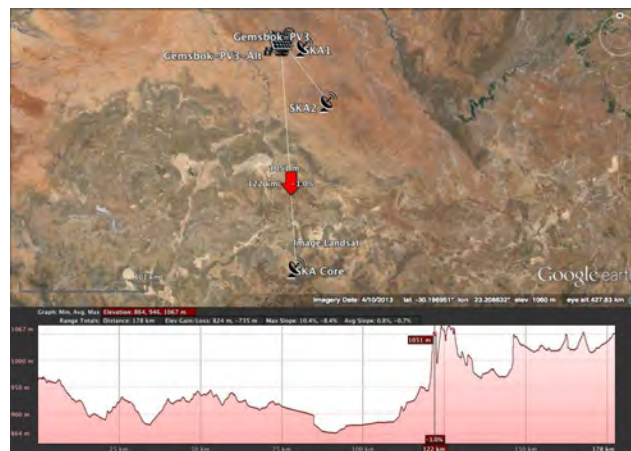 Gemsbok-PV3
Gemsbok-PV3-Alt
SKA1
SKA2
122 km
-1.0%
Image Landsat
SKA Core
Google eart
Imagery Date: 4/10/2013 lat -30.196951° lon 23.208632° elev 1060 m eye alt 427.83 km
Graph: Min, Avg, Max Elevation: 864, 946, 1067 m
Range Totals: Distance: 178 km Elev Gain/Loss: 824 m, -735 m Max Slope: 10.4%, -8.4% Avg Slope: 0.8%, -0.7%
1067 m
1051 m
1000 m
950 m
900 m
864 m
-1.0%
25 km 50 km 75 km 100 km 122 km 150 km 178 km